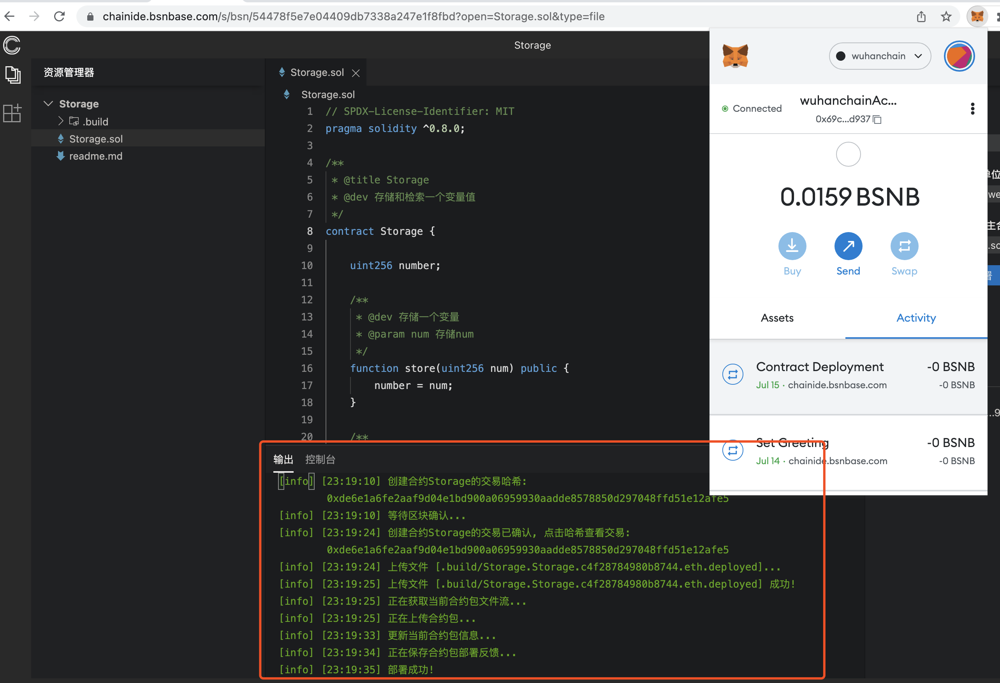 chainide.bsnbase.com/s/bsn/54478f5e7e04409db7338a247e1f8fbd?open=Storage.sol&type=file
Storage
资源管理器
Storage
.build
Storage.sol
readme.md
Storage.sol
Storage.sol
1 // SPDX-License-Identifier: MIT
2 pragma solidity ^0.8.0;
3
4 /**
5 * @title Storage
6 * @dev 存储和检索一个变量值
7 */
8 contract Storage {
9
10 uint256 number;
11
12 /**
13 * @dev 存储一个变量
14 * @param num 存储num
15 */
16 function store(uint256 num) public {
17 number = num;
18 }
19
20 /**
输出 控制台
[info] [23:19:10] 创建合约Storage的交易哈希:
0xde6e1a6fe2aaf9d04e1bd900a06959930aadde8578850d297048ffd51e12afe5
[info] [23:19:10] 等待区块确认...
[info] [23:19:24] 创建合约Storage的交易已确认, 点击哈希查看交易:
0xde6e1a6fe2aaf9d04e1bd900a06959930aadde8578850d297048ffd51e12afe5
[info] [23:19:24] 上传文件 [.build/Storage.Storage.c4f28784980b8744.eth.deployed]...
[info] [23:19:25] 上传文件 [.build/Storage.Storage.c4f28784980b8744.eth.deployed] 成功!
[info] [23:19:25] 正在获取当前合约包文件流...
[info] [23:19:25] 正在上传合约包...
[info] [23:19:33] 更新当前合约包信息...
[info] [23:19:34] 正在保存合约包部署反馈...
[info] [23:19:35] 部署成功!
wuhanchain
Connected
wuhanchainAc...
0x69c...d937
0.0159 BSNB
Buy Send Swap
Assets Activity
Contract Deployment -0 BSNB
Jul 15 · chainide.bsnbase.com -0 BSNB
Set Greeting -0 BSNB
Jul 14 · chainide.bsnbase.com -0 BSNB
位
we
主
...9